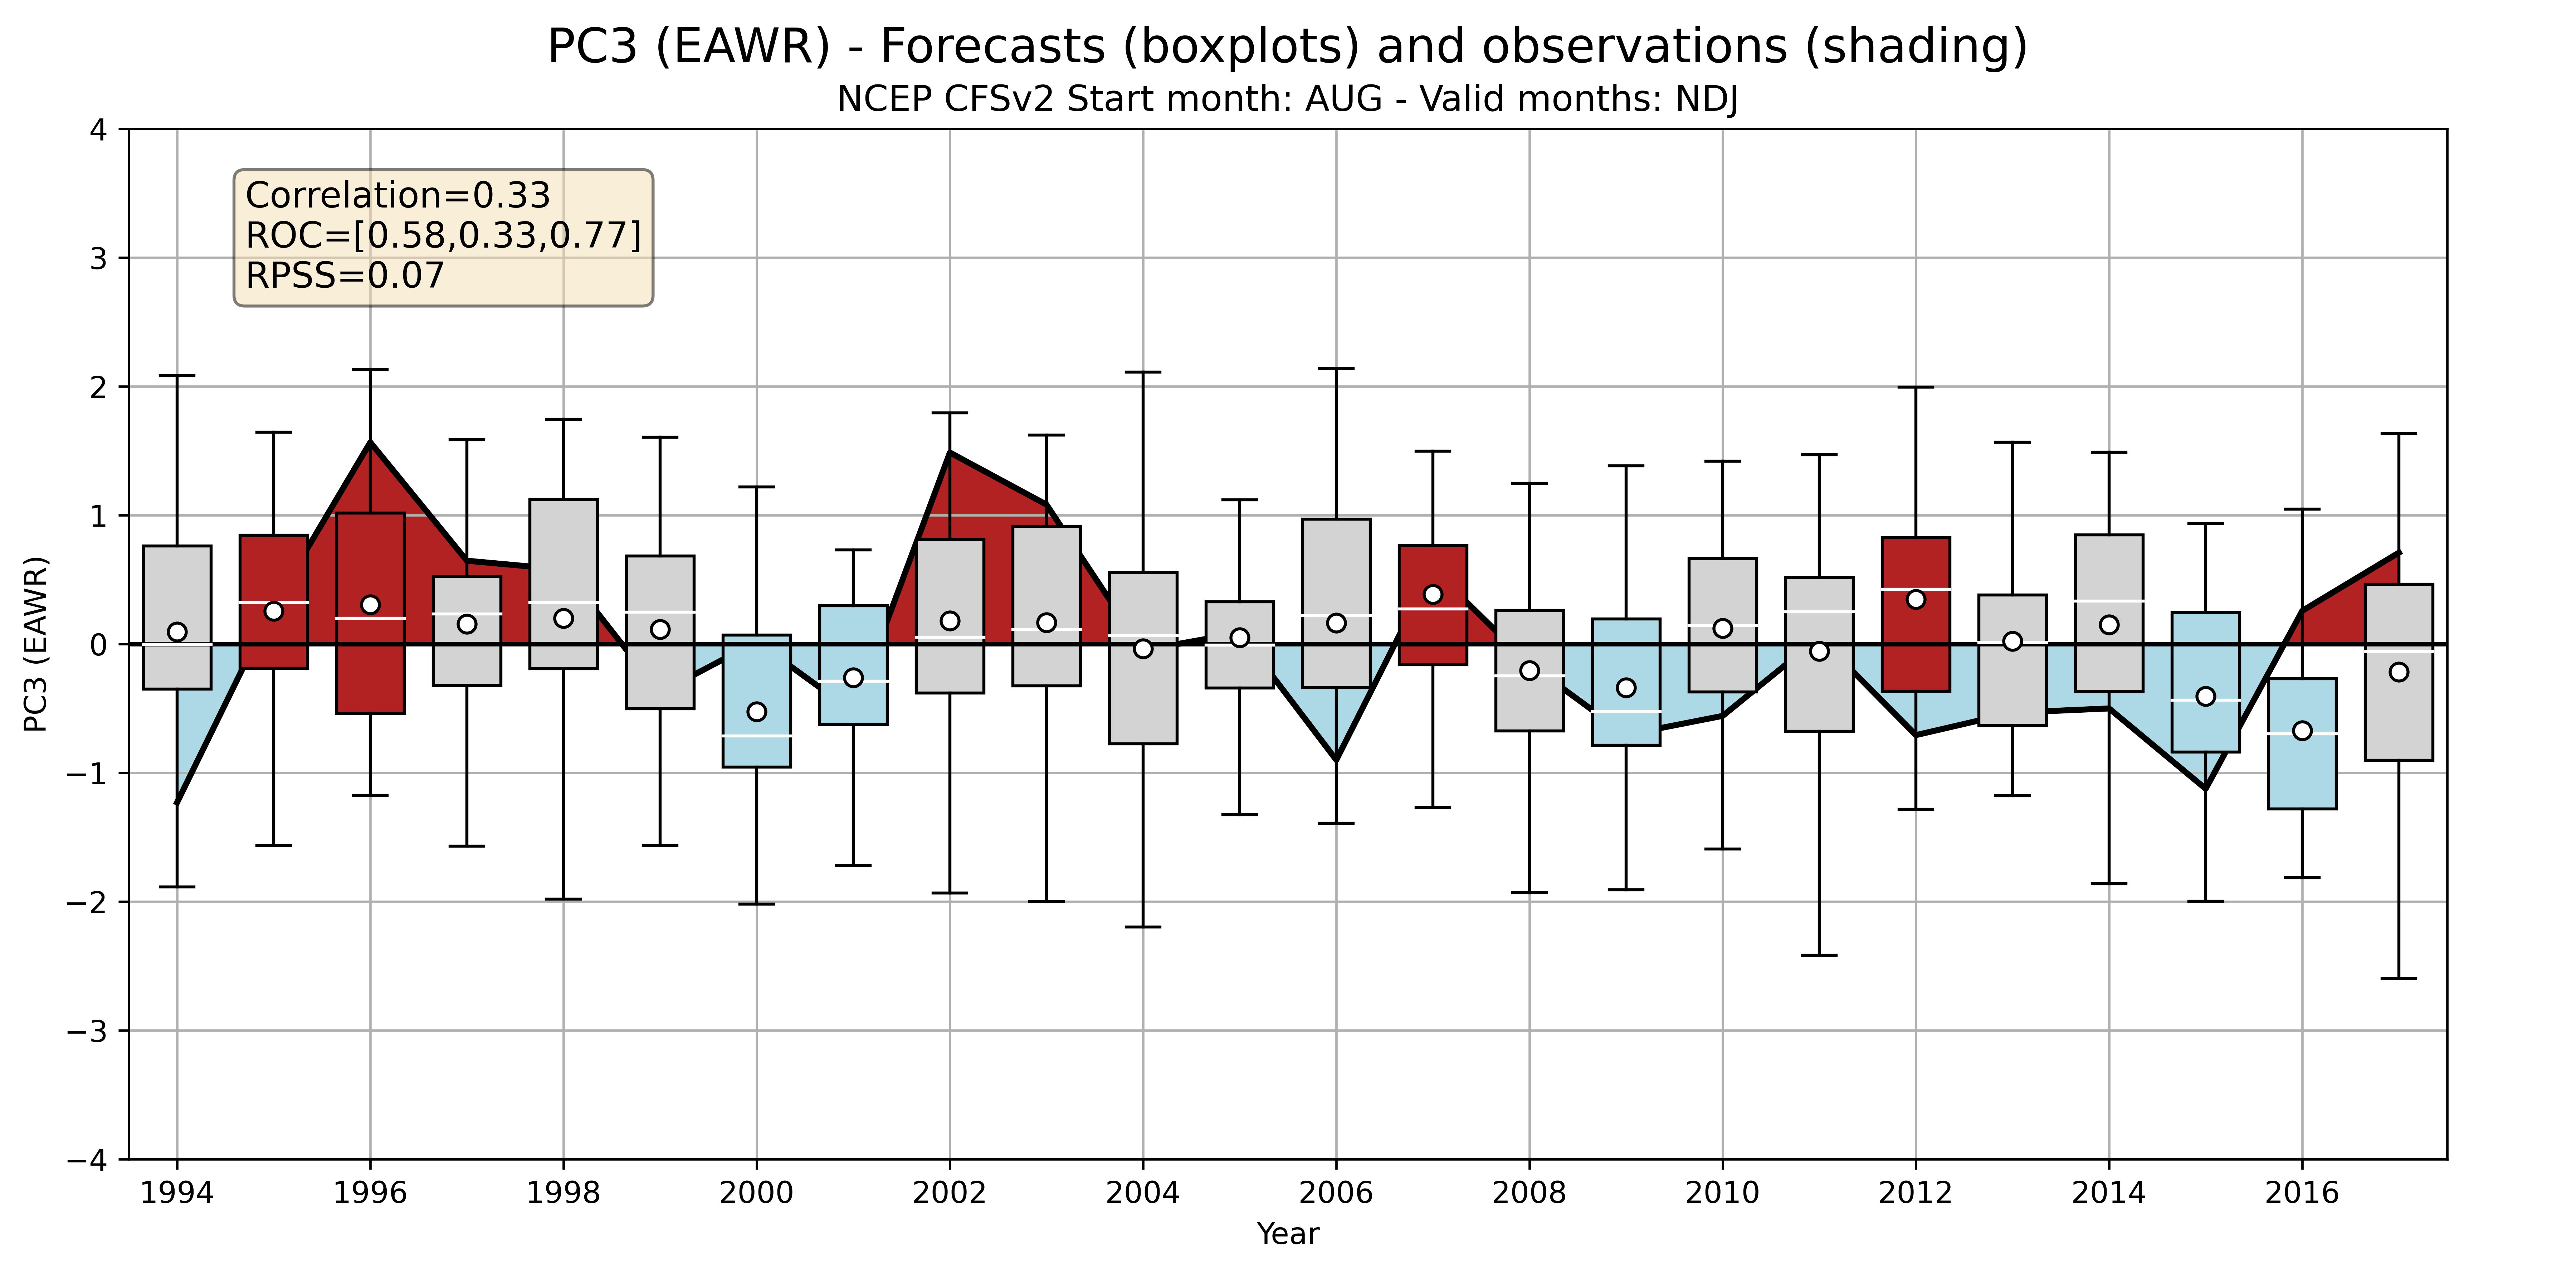 PC3 (EAWR) - Forecasts (boxplots) and observations (shading)
NCEP CFSv2 Start month: AUG - Valid months: NDJ
Correlation=0.33
ROC=[0.58,0.33,0.77]
RPSS=0.07
PC3 (EAWR)
4
3
2
1
0
−1
−2
−3
−4
1994 1996 1998 2000 2002 2004 2006 2008 2010 2012 2014 2016
Year